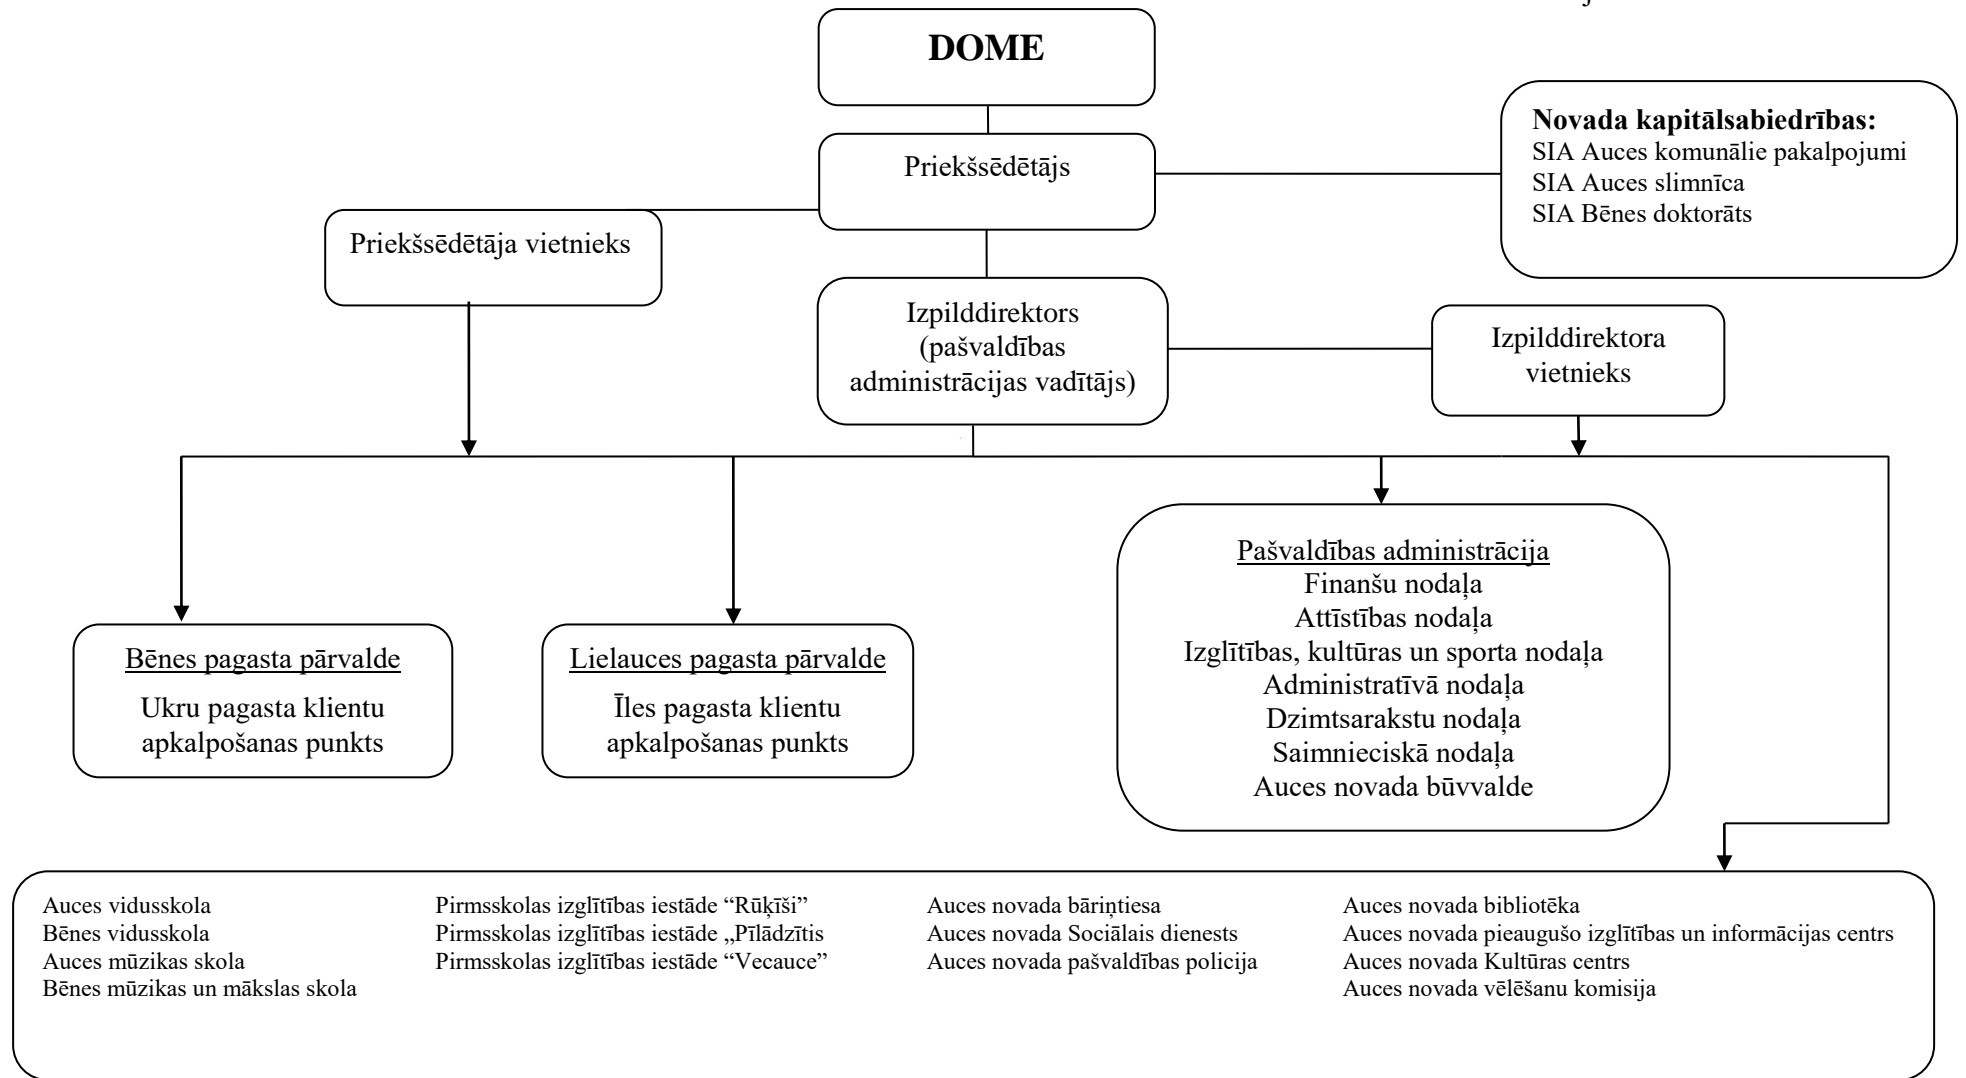 DOME
Novada kapitālsabiedrības:
SIA Auces komunālie pakalpojumi
SIA Auces slimnīca
SIA Bēnes doktorāts
Priekšsēdētājs
Priekšsēdētāja vietnieks
Izpilddirektors
(pašvaldības
administrācijas vadītājs)
Izpilddirektora
vietnieks
Pašvaldības administrācija
Finanšu nodaļa
Attīstības nodaļa
Izglītības, kultūras un sporta nodaļa
Administratīvā nodaļa
Dzimtsarakstu nodaļa
Saimnieciskā nodaļa
Auces novada būvvalde
Bēnes pagasta pārvalde
Ukru pagasta klientu
apkalpošanas punkts
Lielauces pagasta pārvalde
Īles pagasta klientu
apkalpošanas punkts
Auces vidusskola
Bēnes vidusskola
Auces mūzikas skola
Bēnes mūzikas un mākslas skola
Pirmsskolas izglītības iestāde “Rūķīši”
Pirmsskolas izglītības iestāde „Pīlādzītis
Pirmsskolas izglītības iestāde “Vecauce”
Auces novada bāriņtiesa
Auces novada Sociālais dienests
Auces novada pašvaldības policija
Auces novada bibliotēka
Auces novada pieaugušo izglītības un informācijas centrs
Auces novada Kultūras centrs
Auces novada vēlēšanu komisija